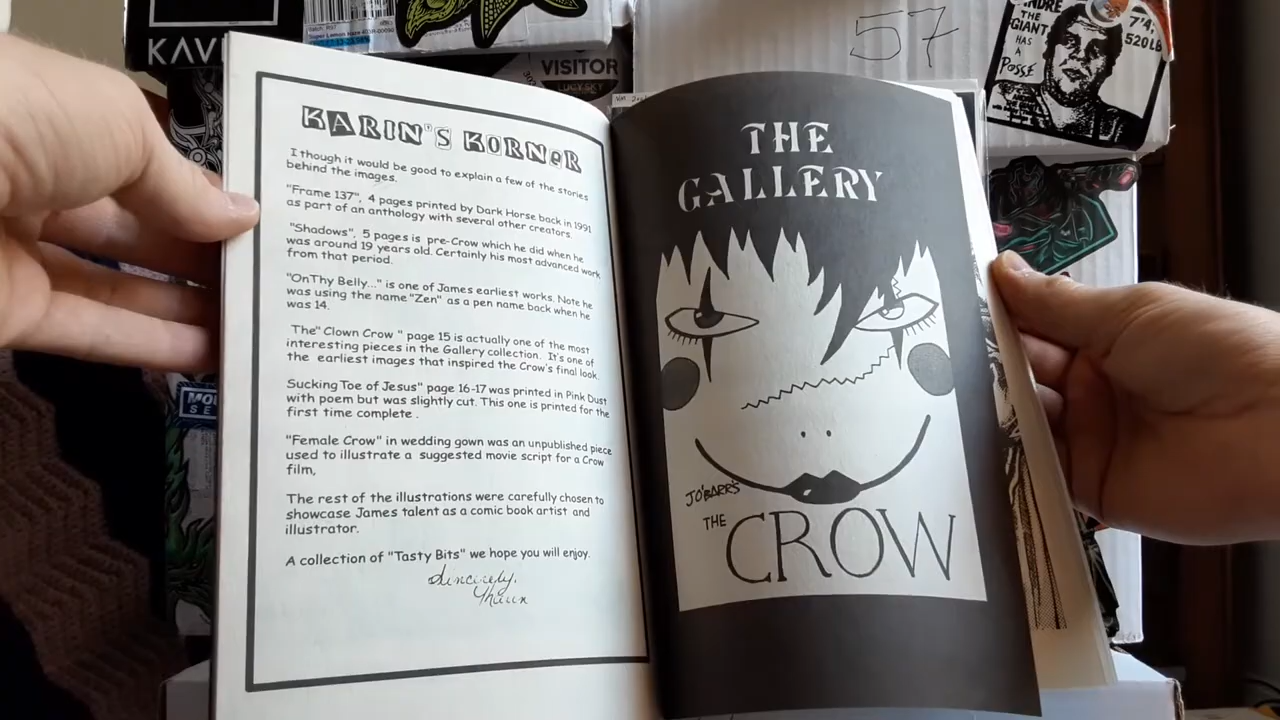 KAVI
VISITOR
LUCY SKY
57
ANDRE
THE
GIANT
HAS
A
POSSE
7'4",
520 LB
KARIN'S KORNER
I though it would be good to explain a few of the stories
behind the images.
"Frame 137", 4 pages printed by Dark Horse back in 1991
as part of an anthology with several other creators.
"Shadows", 5 pages is pre-Crow which he did when he
was around 19 years old. Certainly his most advanced work
from that period.
"OnThy Belly..." is one of James earliest works. Note he
was using the name "Zen" as a pen name back when he
was 14.
The" Clown Crow " page 15 is actually one of the most
interesting pieces in the Gallery collection. It's one of
the earliest images that inspired the Crow's final look.
Sucking Toe of Jesus" page 16-17 was printed in Pink Dust
with poem but was slightly cut. This one is printed for the
first time complete .
"Female Crow" in wedding gown was an unpublished piece
used to illustrate a suggested movie script for a Crow
film,
The rest of the illustrations were carefully chosen to
showcase James talent as a comic book artist and
illustrator.
A collection of "Tasty Bits" we hope you will enjoy.
Sincerely,
THE
GALLERY
JO'BARR'S
THE CROW